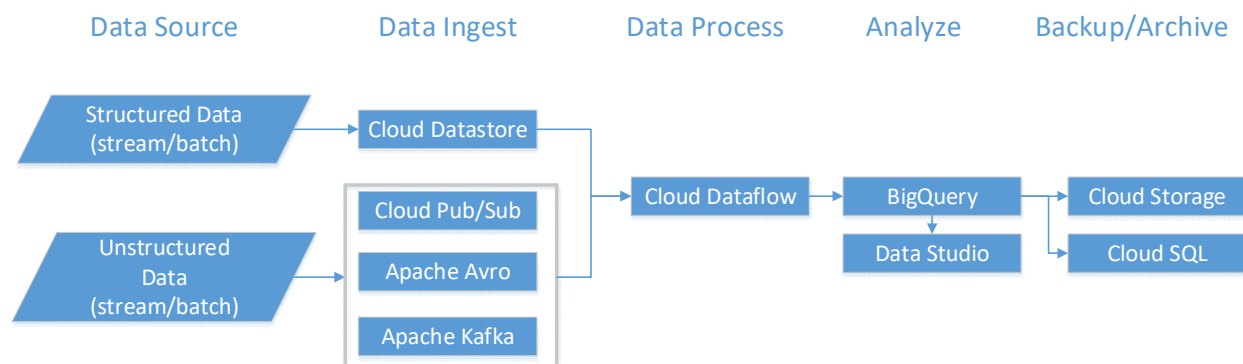 Data Source
Data Ingest
Data Process
Analyze
Backup/Archive
Structured Data
(stream/batch)
Cloud Datastore
Cloud Pub/Sub
Cloud Dataflow
BigQuery
Cloud Storage
Unstructured
Data
(stream/batch)
Apache Avro
Data Studio
Cloud SQL
Apache Kafka